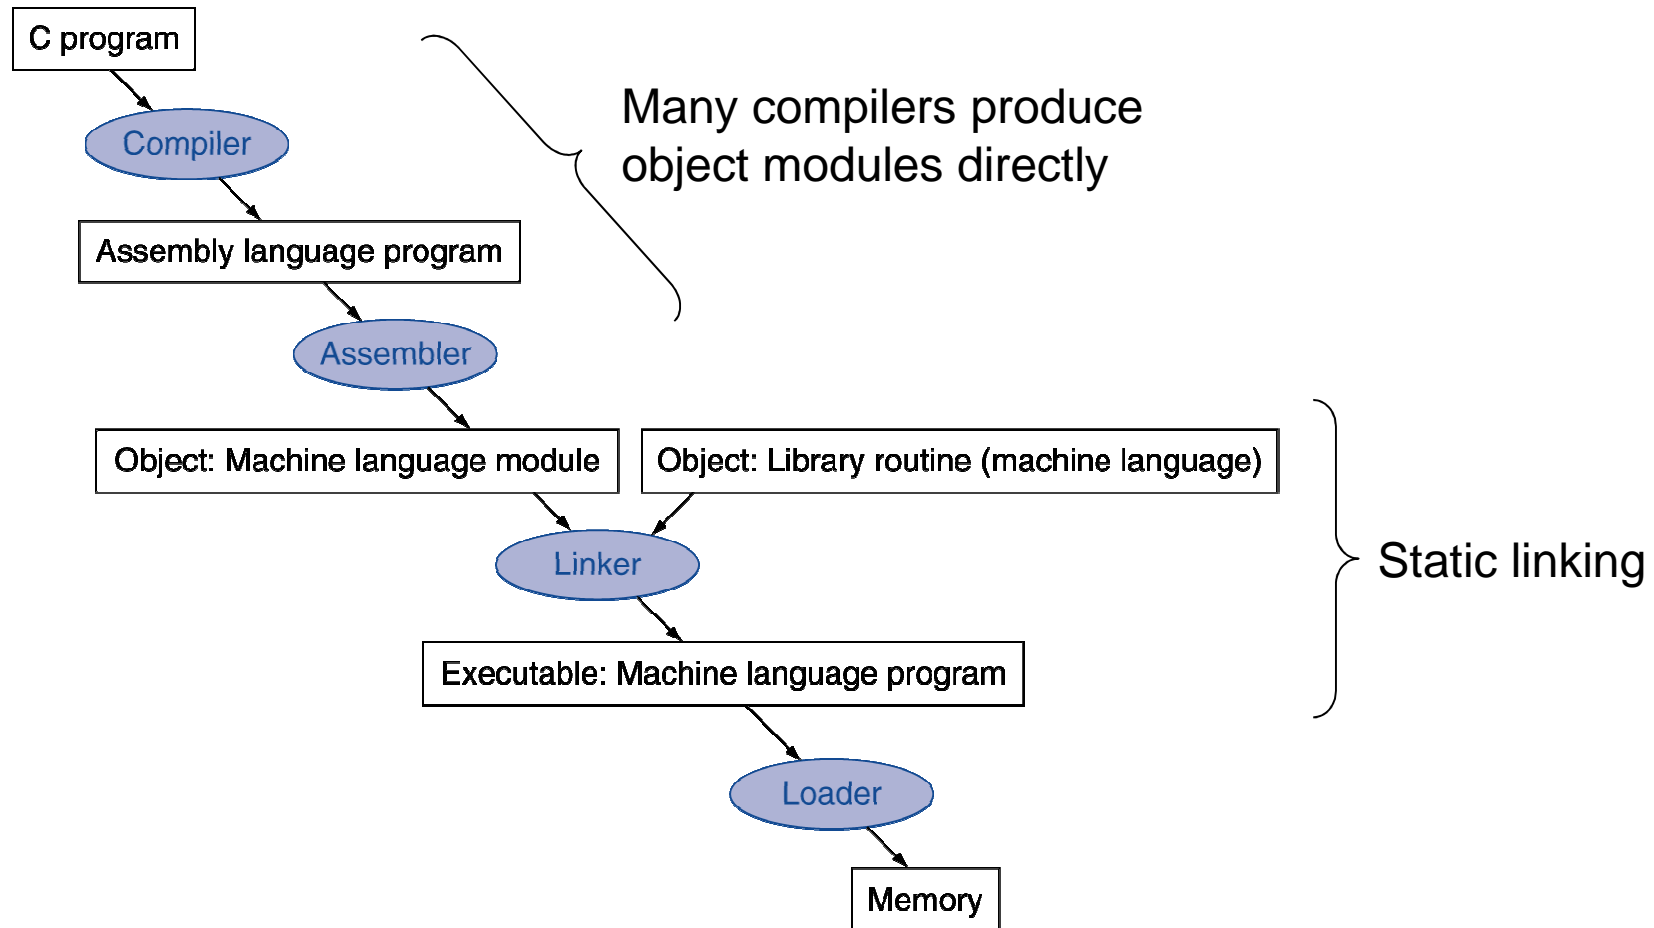 C program
Many compilers produce
object modules directly
Compiler
Assembly language program
Assembler
Object: Machine language module
Object: Library routine (machine language)
Linker
Static linking
Executable: Machine language program
Loader
Memory